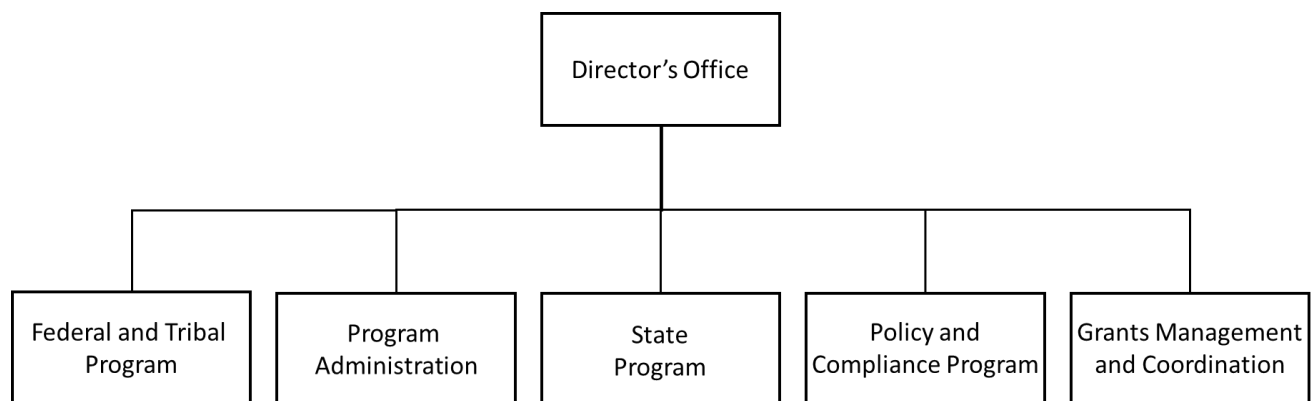 Director’s Office
Federal and Tribal
Program
Program
Administration
State
Program
Policy and
Compliance Program
Grants Management
and Coordination